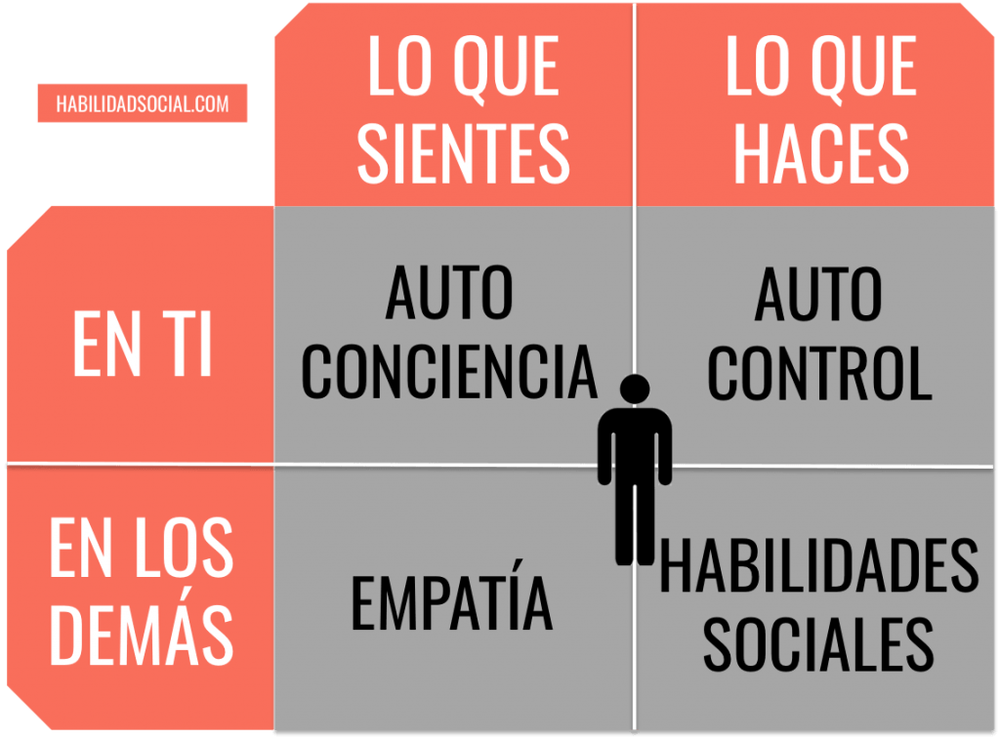 HABILIDADSOCIAL.COM
LO QUE
SIENTES
LO QUE
HACES
EN TI
AUTO
CONCIENCIA
AUTO
CONTROL
EN LOS
DEMÁS
EMPATÍA
HABILIDADES
SOCIALES